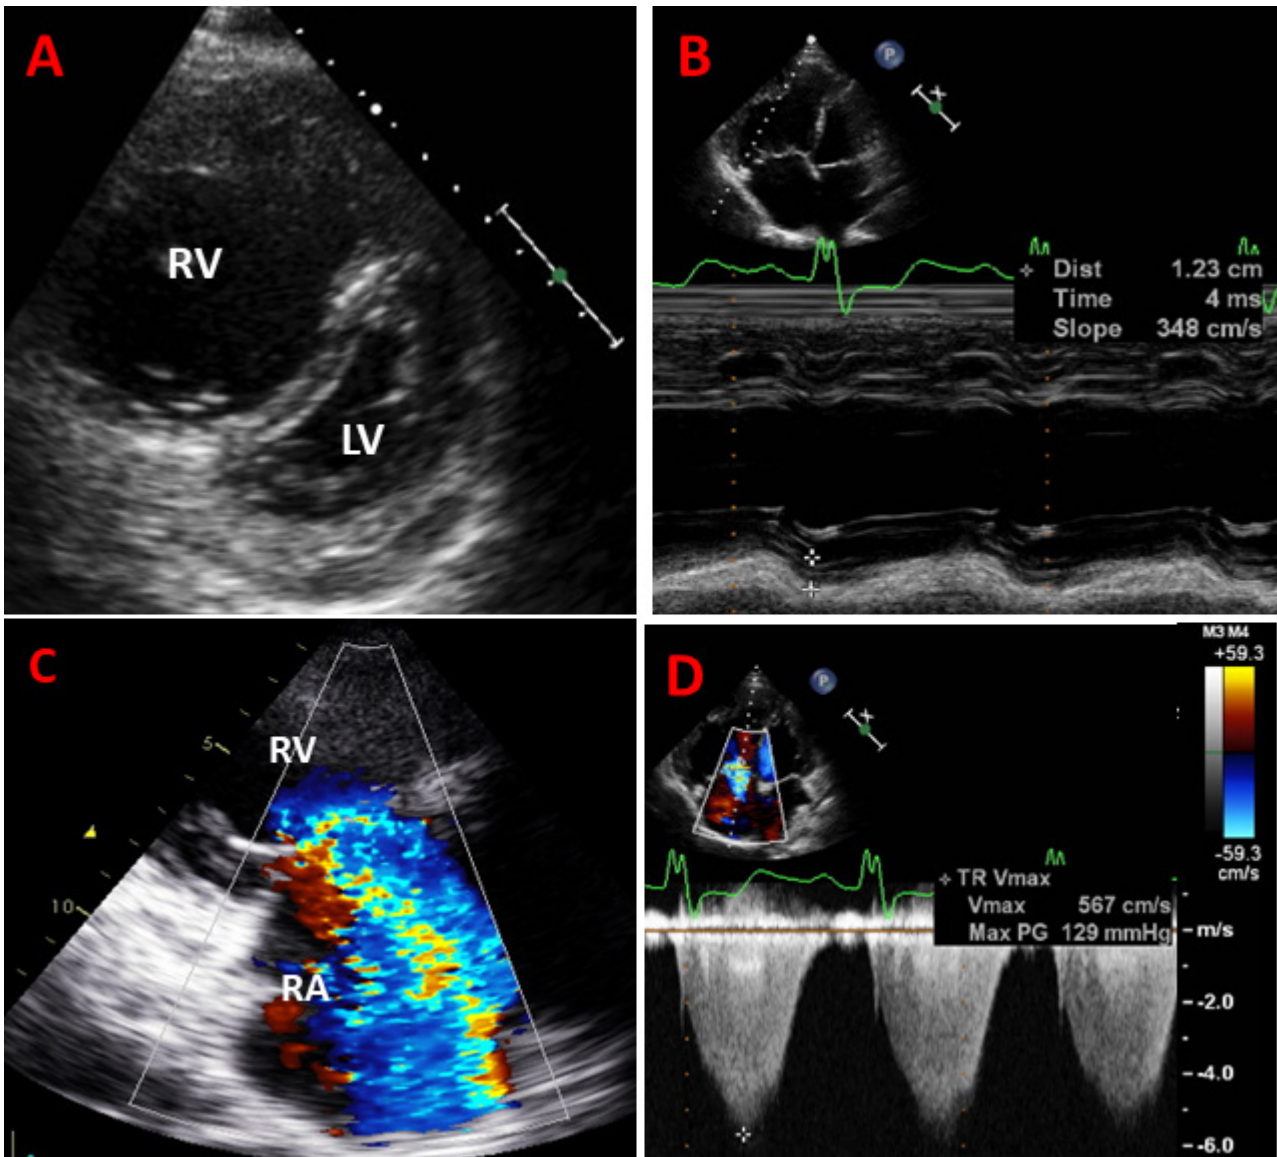 A
RV
LV
B
P
X
Dist 1.23 cm
Time 4 ms
Slope 348 cm/s
C
RV
5
RA
10
D
P
X
M3 M4
+59.3
-59.3
cm/s
TR Vmax
Vmax 567 cm/s
Max PG 129 mmHg
m/s
-2.0
-4.0
-6.0